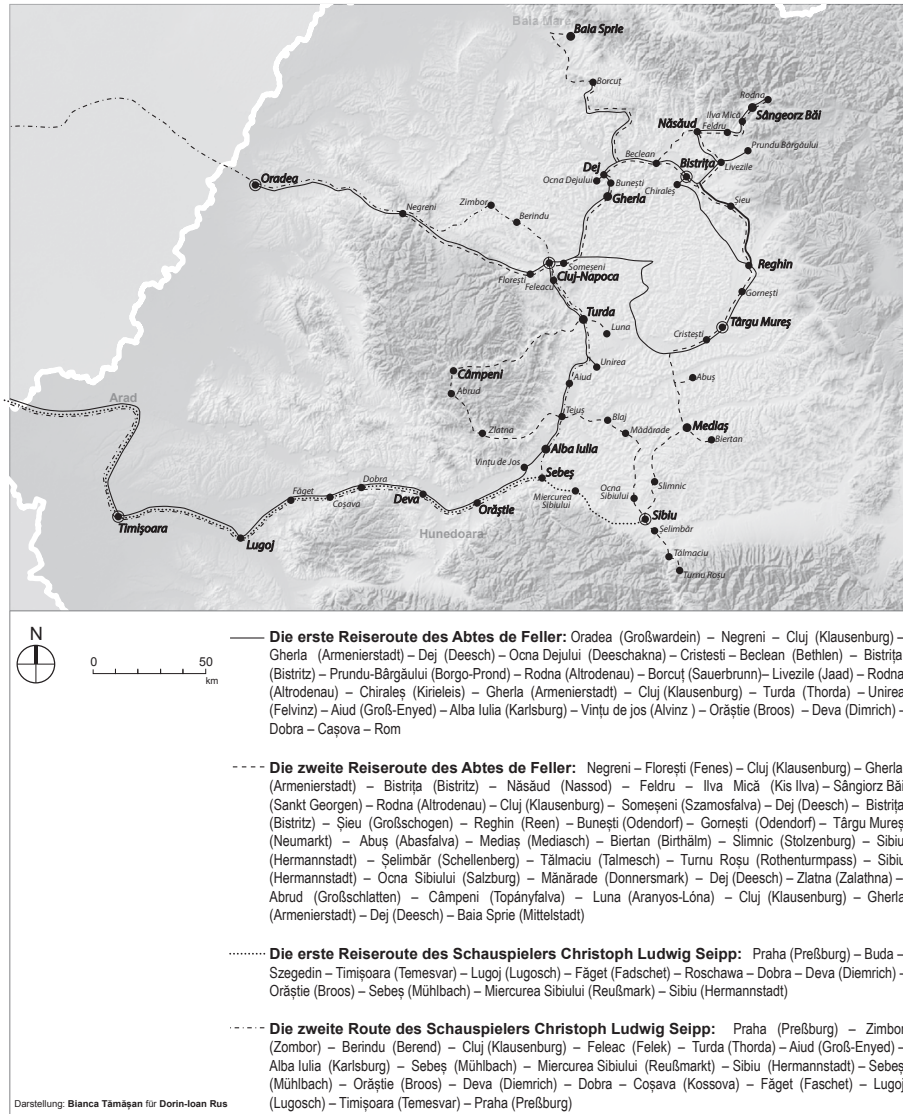 Baia Mare
Baia Sprie
Borcuț
Rodna
Ilva Mică
Sângeorz Băi
Năsăud
Feldru
Prundu Bârgăului
Beclean
Bistrița
Livezile
Dej
Ocna Dejului
Bunești
Chiraleș
Gherla
Oradea
Negreni
Zimbor
Berindu
Sieu
Reghin
Someșeni
Cluj-Napoca
Florești
Feleacu
Gornești
Turda
Luna
Târgu Mureș
Cristești
Unirea
Câmpeni
Abrud
Aiud
Abuș
Arad
Tejuș
Blaj
Mădărade
Mediaș
Biertan
Zlatna
Alba Iulia
Vințu de Jos
Sebeș
Dobra
Făget
Coșava
Deva
Orăștie
Miercurea
Sibiului
Ocna
Sibiului
Slimnic
Sibiu
Șelimbăr
Timișoara
Lugoj
Hunedoara
Tălmaciu
Turnu Roșu
N
0 50
km
Die erste Reiseroute des Abtes de Feller: Oradea (Großwardein) – Negreni – Cluj (Klausenburg) –
Gherla (Armenierstadt) – Dej (Deesch) – Ocna Dejului (Deeschakna) – Cristesti – Beclean (Bethlen) – Bistrița
(Bistritz) – Prundu-Bârgăului (Borgo-Prond) – Rodna (Altrodenau) – Borcuț (Sauerbrunn)– Livezile (Jaad) – Rodna
(Altrodenau) – Chiraleș (Kirieleis) – Gherla (Armenierstadt) – Cluj (Klausenburg) – Turda (Thorda) – Unirea
(Felvinz) – Aiud (Groß-Enyed) – Alba Iulia (Karlsburg) – Vințu de jos (Alvinz ) – Orăștie (Broos) – Deva (Dimrich) –
Dobra – Cașova – Rom
Die zweite Reiseroute des Abtes de Feller: Negreni – Florești (Fenes) – Cluj (Klausenburg) – Gherla
(Armenierstadt) – Bistrița (Bistritz) – Năsăud (Nassod) – Feldru – Ilva Mică (Kis Ilva) – Sângiorz Băi
(Sankt Georgen) – Rodna (Altrodenau) – Cluj (Klausenburg) – Someșeni (Szamosfalva) – Dej (Deesch) – Bistrița
(Bistritz) – Șieu (Großschogen) – Reghin (Reen) – Bunești (Odendorf) – Gornești (Odendorf) – Târgu Mureș
(Neumarkt) – Abuș (Abasfalva) – Mediaș (Mediasch) – Biertan (Birthälm) – Slimnic (Stolzenburg) – Sibiu
(Hermannstadt) – Șelimbăr (Schellenberg) – Tălmaciu (Talmesch) – Turnu Roșu (Rothenturmpass) – Sibiu
(Hermannstadt) – Ocna Sibiului (Salzburg) – Mănărade (Donnersmark) – Dej (Deesch) – Zlatna (Zalathna) –
Abrud (Großschlatten) – Câmpeni (Topányfalva) – Luna (Aranyos-Lóna) – Cluj (Klausenburg) – Gherla
(Armenierstadt) – Dej (Deesch) – Baia Sprie (Mittelstadt)
Die erste Reiseroute des Schauspielers Christoph Ludwig Seipp: Praha (Preßburg) – Buda –
Szegedin – Timișoara (Temesvar) – Lugoj (Lugosch) – Făget (Fadschet) – Roschawa – Dobra – Deva (Diemrich) –
Orăștie (Broos) – Sebeș (Mühlbach) – Miercurea Sibiului (Reußmark) – Sibiu (Hermannstadt)
Die zweite Route des Schauspielers Christoph Ludwig Seipp: Praha (Preßburg) – Zimbor
(Zombor) – Berindu (Berend) – Cluj (Klausenburg) – Feleac (Felek) – Turda (Thorda) – Aiud (Groß-Enyed) –
Alba Iulia (Karlsburg) – Sebeș (Mühlbach) – Miercurea Sibiului (Reußmarkt) – Sibiu (Hermannstadt) – Sebeș
(Mühlbach) – Orăștie (Broos) – Deva (Diemrich) – Dobra – Coșava (Kossova) – Făget (Faschet) – Lugoj
(Lugosch) – Timișoara (Temesvar) – Praha (Preßburg)
Darstellung: Bianca Tămășan für Dorin-Ioan Rus